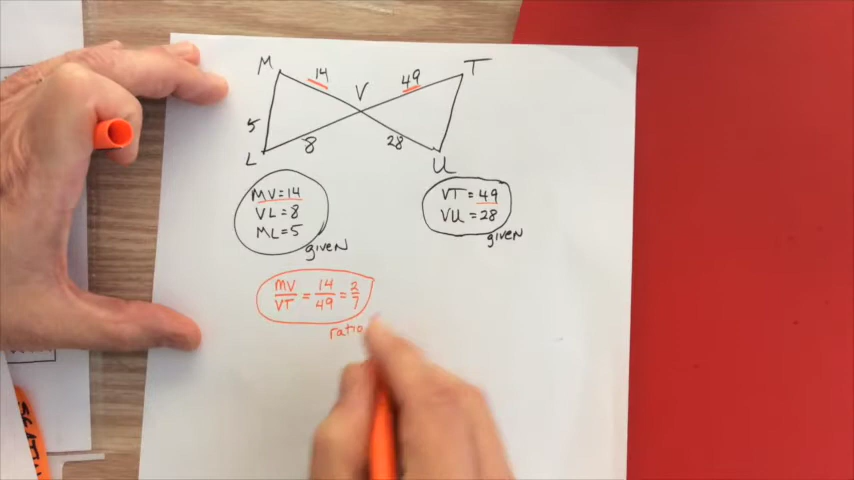 M 14 V 49 T
5
L 8 28 U
MV=14
VL=8
ML=5
given
VT=49
VU=28
given
MV/VT = 14/49 = 2/7
ratio